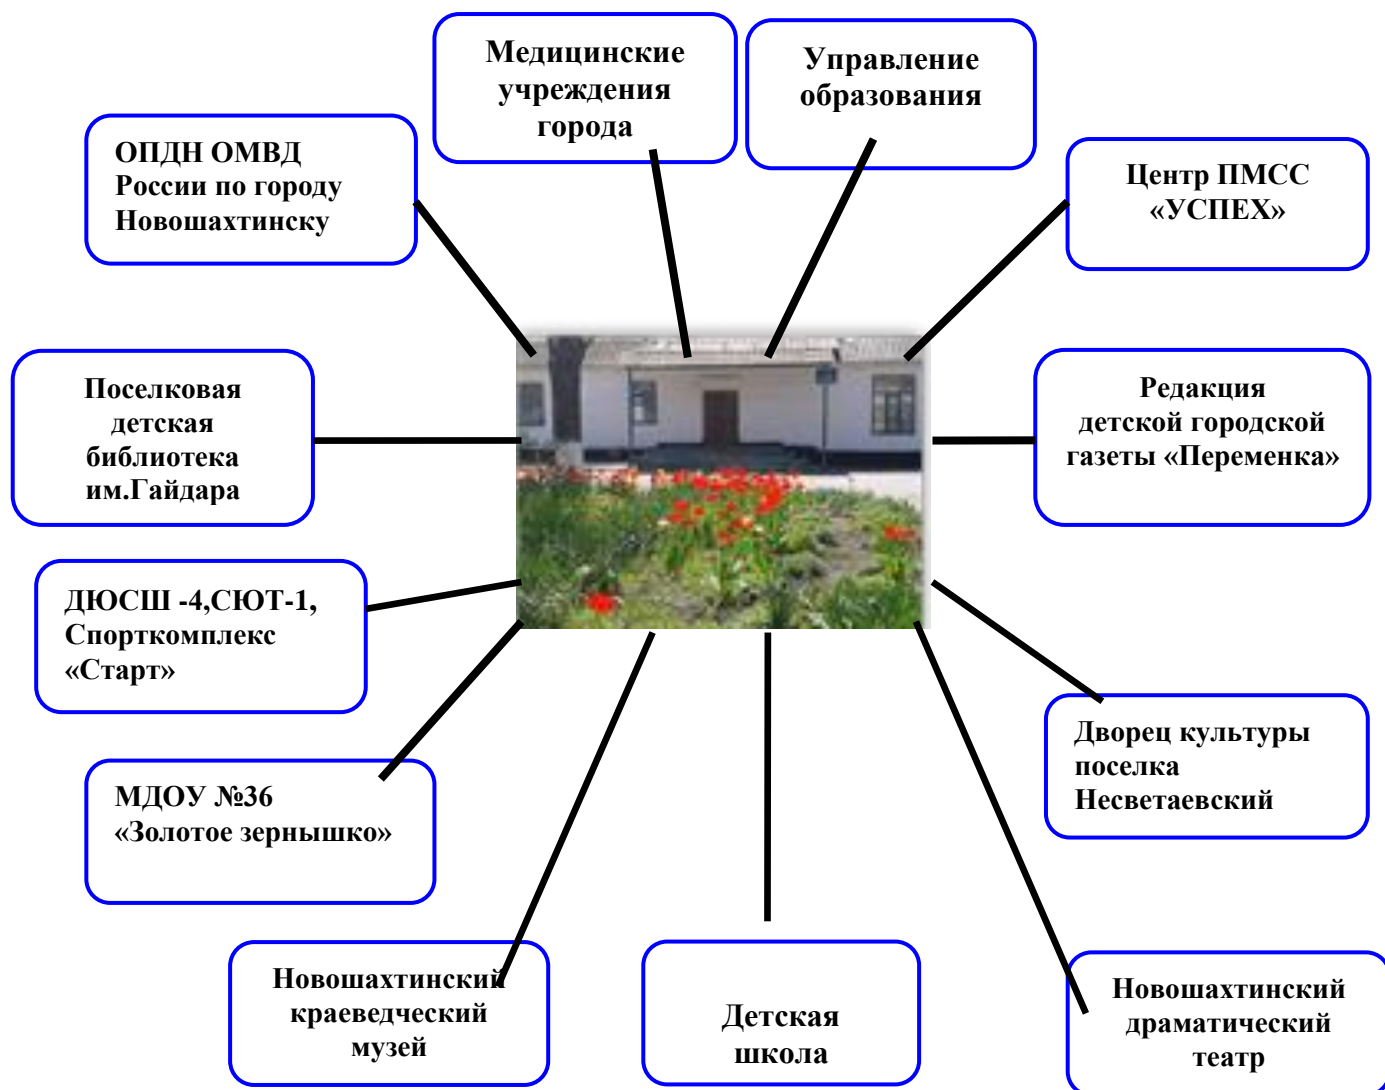 Медицинские
учреждения
города
Управление
образования
ОПДН ОМВД
России по городу
Новошахтинску
Центр ПМСС
«УСПЕХ»
Поселковая
детская
библиотека
им.Гайдара
Редакция
детской городской
газеты «Переменка»
ДЮСШ -4,СЮТ-1,
Спорткомплекс
«Старт»
Дворец культуры
поселка
Несветаевский
МДОУ №36
«Золотое зернышко»
Новошахтинский
краеведческий
музей
Детская
школа
Новошахтинский
драматический
театр